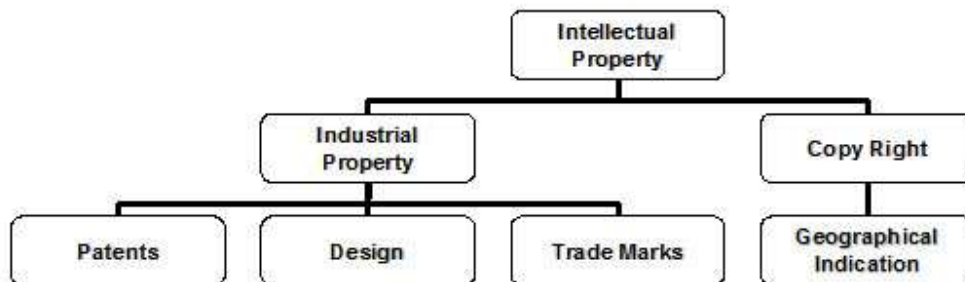 Intellectual
Property
Industrial
Property
Copy Right
Patents
Design
Trade Marks
Geographical
Indication